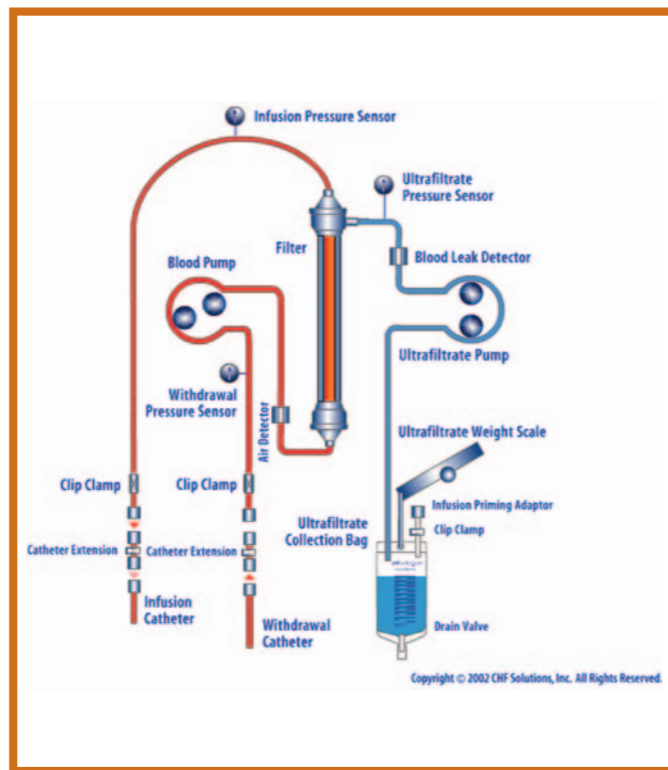 Infusion Pressure Sensor
Ultrafiltrate
Pressure Sensor
Filter
Blood Leak Detector
Blood Pump
Ultrafiltrate Pump
Withdrawal
Pressure Sensor
Air Detector
Ultrafiltrate Weight Scale
Clip Clamp
Clip Clamp
Infusion Priming Adaptor
Ultrafiltrate
Collection Bag
Clip Clamp
Catheter Extension
Catheter Extension
Infusion
Catheter
Withdrawal
Catheter
Drain Valve
Copyright © 2002 CHF Solutions, Inc. All Rights Reserved.